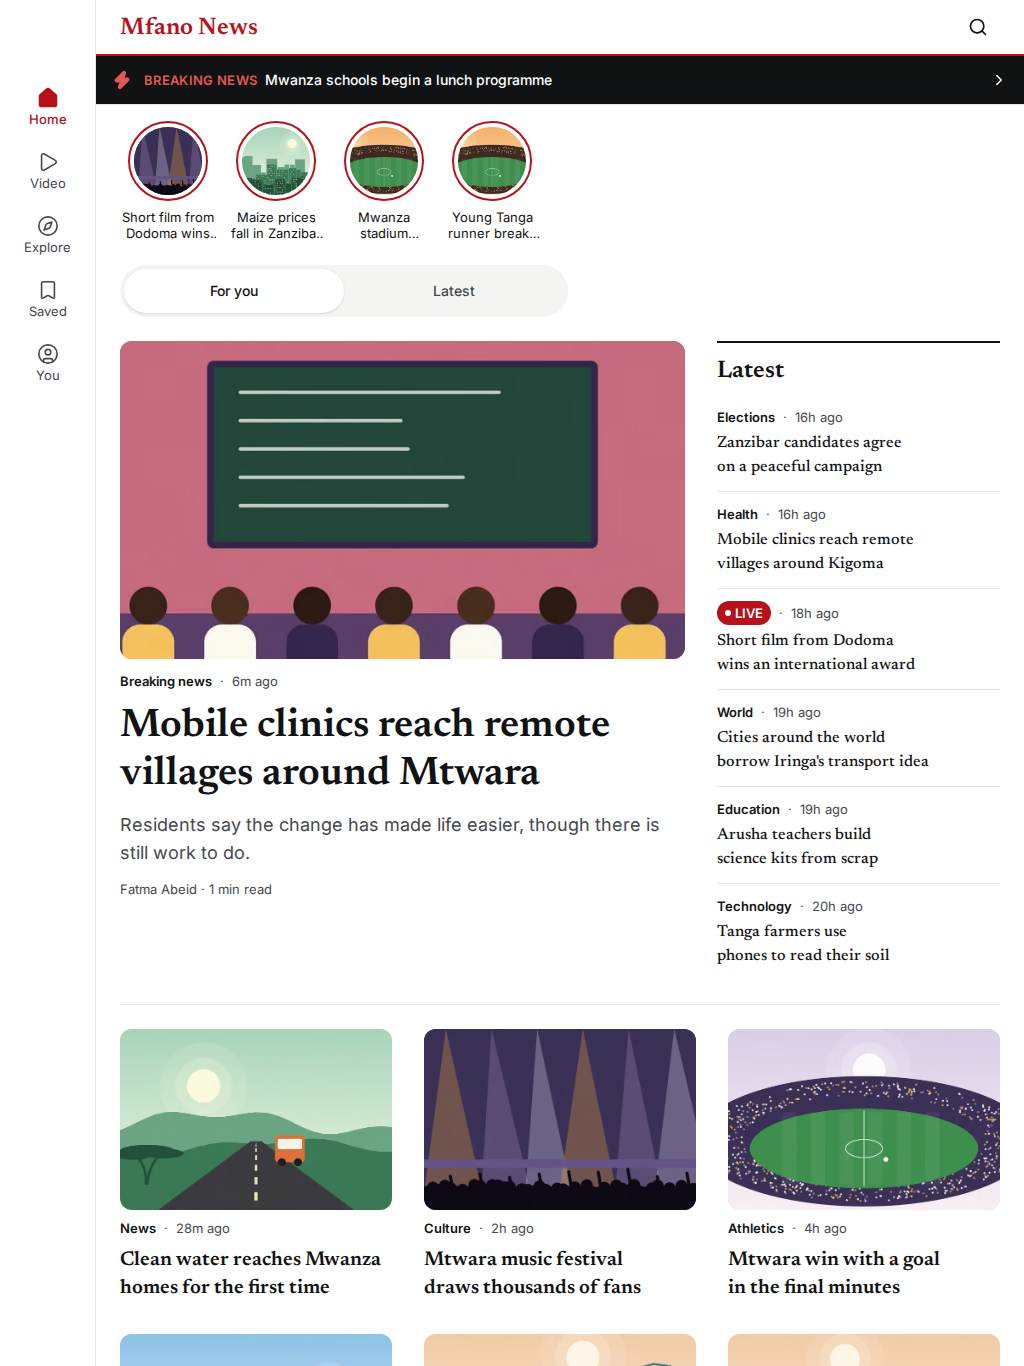 Mfano News
BREAKING NEWS Mwanza schools begin a lunch programme
Home
Video
Explore
Saved
You
Short film from
Dodoma wins..
Maize prices
fall in Zanziba..
Mwanza
stadium...
Young Tanga
runner break...
For you
Latest
Breaking news · 6m ago
Mobile clinics reach remote
villages around Mtwara
Residents say the change has made life easier, though there is
still work to do.
Fatma Abeid · 1 min read
Latest
Elections · 16h ago
Zanzibar candidates agree
on a peaceful campaign
Health · 16h ago
Mobile clinics reach remote
villages around Kigoma
LIVE · 18h ago
Short film from Dodoma
wins an international award
World · 19h ago
Cities around the world
borrow Iringa's transport idea
Education · 19h ago
Arusha teachers build
science kits from scrap
Technology · 20h ago
Tanga farmers use
phones to read their soil
News · 28m ago
Clean water reaches Mwanza
homes for the first time
Culture · 2h ago
Mtwara music festival
draws thousands of fans
Athletics · 4h ago
Mtwara win with a goal
in the final minutes